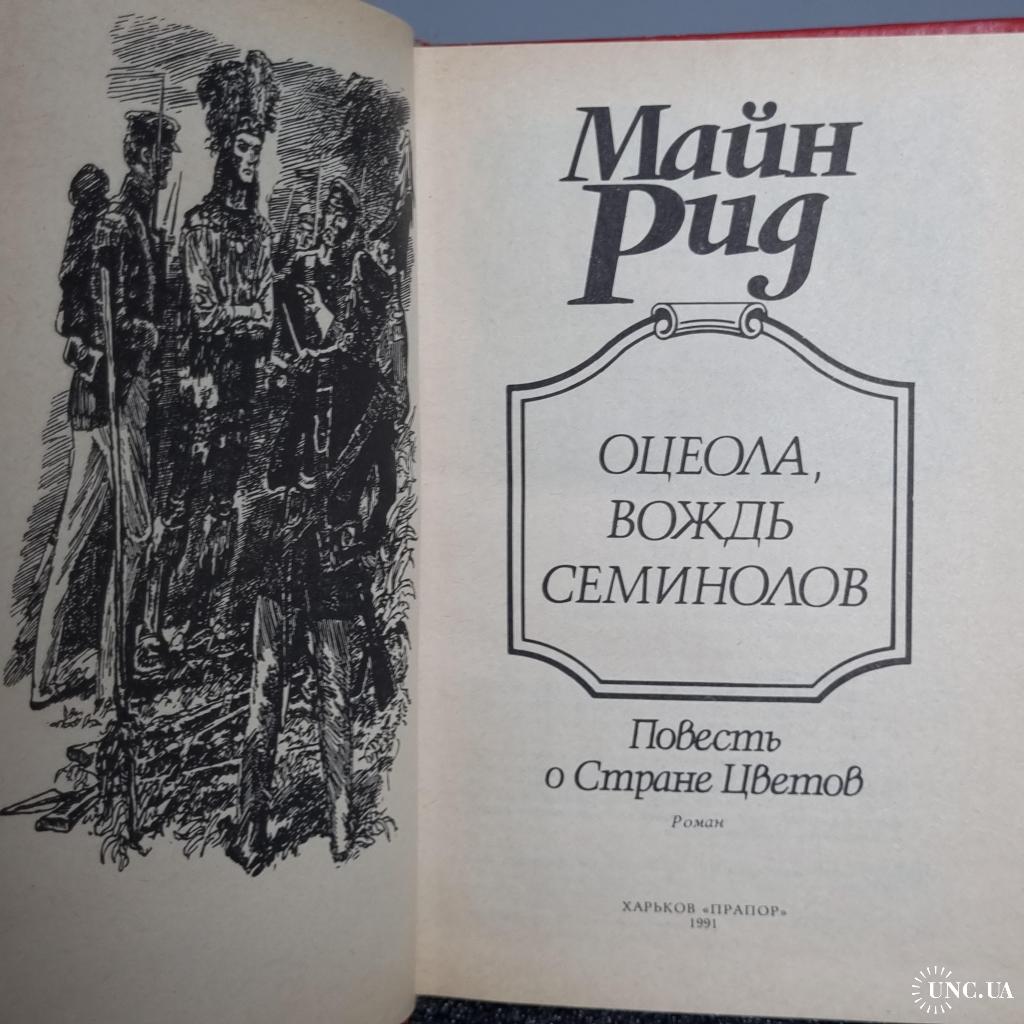 Майн
Рид
ОЦЕОЛА,
ВОЖДЬ
СЕМИНОЛОВ
Повесть
о Стране Цветов
Роман
ХАРЬКОВ «ПРАПОР»
1991
UNC.UA